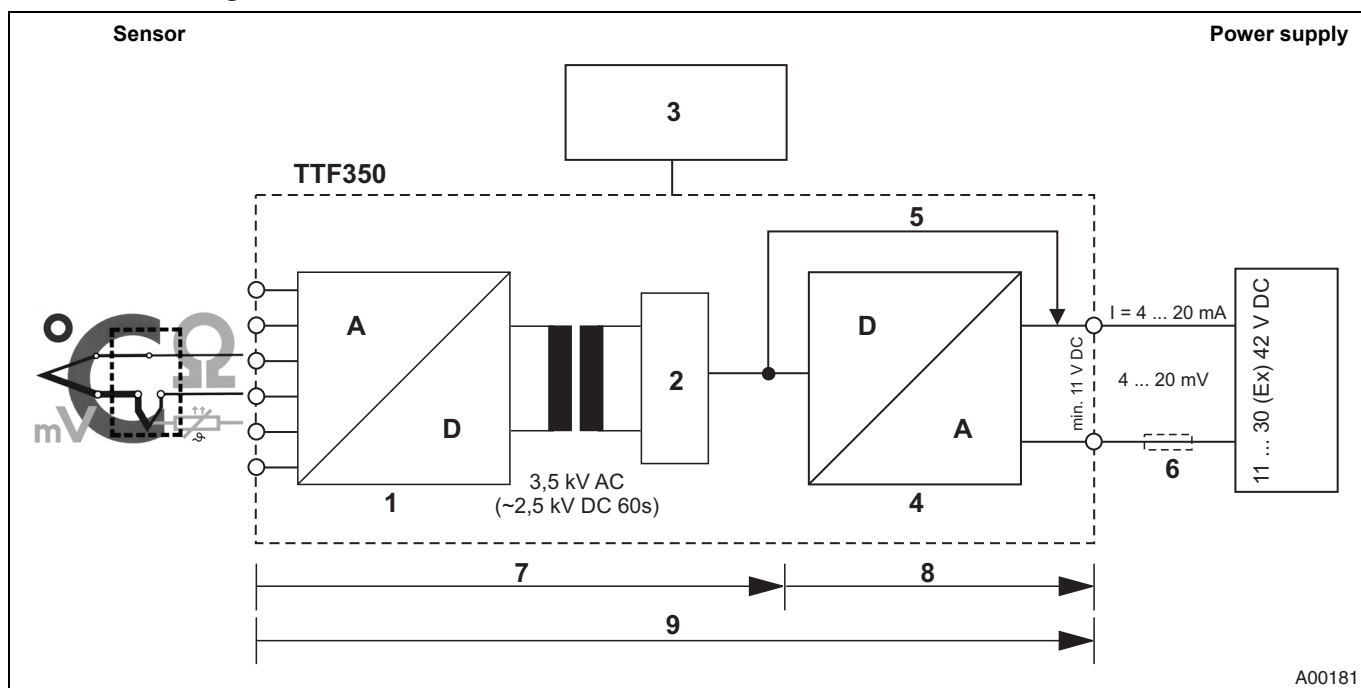 Sensor
Power supply
3
TTF350
5
A
D
1
3,5 kV AC
(~2,5 kV DC 60s)
2
D
A
4
min. 11 V DC
I = 4 ... 20 mA
4 ... 20 mV
6
11 ... 30 (Ex) 42 V DC
° C
Ω
mV
ϑ
7
8
9
A00181